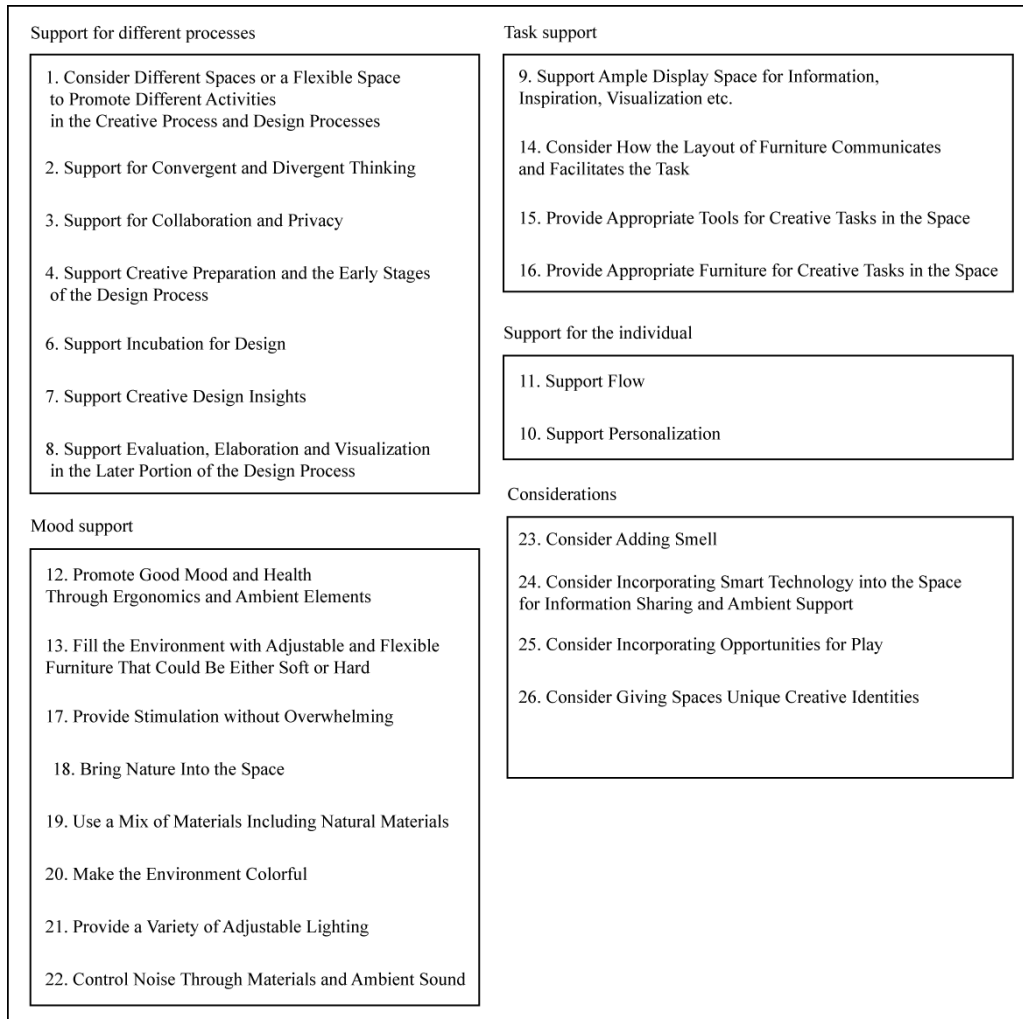 Support for different processes
1. Consider Different Spaces or a Flexible Space
to Promote Different Activities
in the Creative Process and Design Processes
2. Support for Convergent and Divergent Thinking
3. Support for Collaboration and Privacy
4. Support Creative Preparation and the Early Stages
of the Design Process
6. Support Incubation for Design
7. Support Creative Design Insights
8. Support Evaluation, Elaboration and Visualization
in the Later Portion of the Design Process
Mood support
12. Promote Good Mood and Health
Through Ergonomics and Ambient Elements
13. Fill the Environment with Adjustable and Flexible
Furniture That Could Be Either Soft or Hard
17. Provide Stimulation without Overwhelming
18. Bring Nature Into the Space
19. Use a Mix of Materials Including Natural Materials
20. Make the Environment Colorful
21. Provide a Variety of Adjustable Lighting
22. Control Noise Through Materials and Ambient Sound
Task support
9. Support Ample Display Space for Information,
Inspiration, Visualization etc.
14. Consider How the Layout of Furniture Communicates
and Facilitates the Task
15. Provide Appropriate Tools for Creative Tasks in the Space
16. Provide Appropriate Furniture for Creative Tasks in the Space
Support for the individual
11. Support Flow
10. Support Personalization
Considerations
23. Consider Adding Smell
24. Consider Incorporating Smart Technology into the Space
for Information Sharing and Ambient Support
25. Consider Incorporating Opportunities for Play
26. Consider Giving Spaces Unique Creative Identities